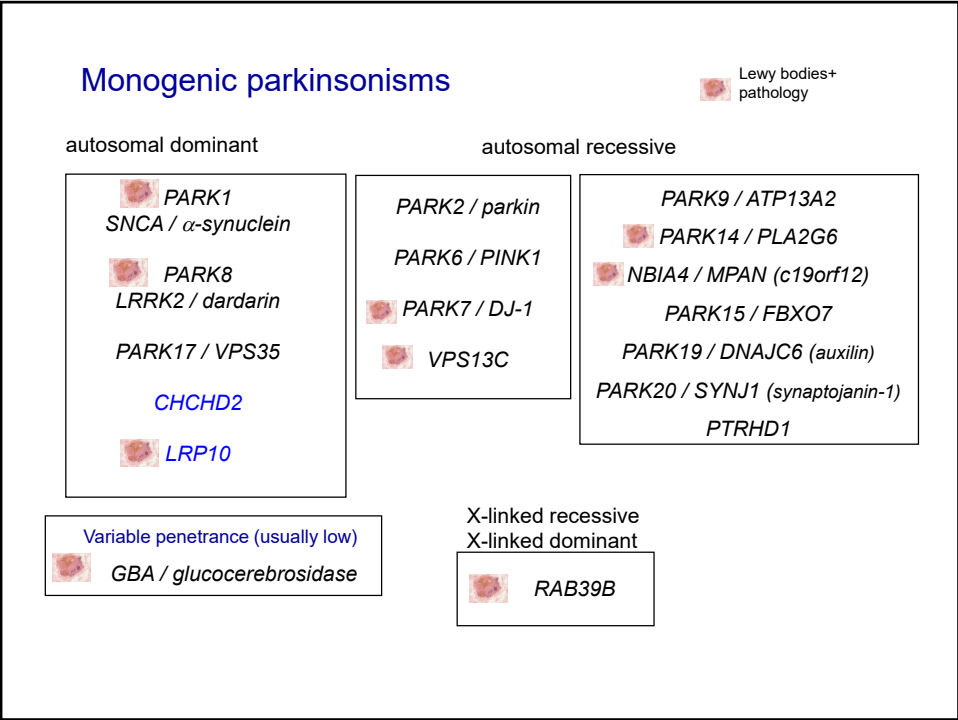 Monogenic parkinsonisms
Lewy bodies+
pathology
autosomal dominant
autosomal recessive
PARK1
SNCA / α-synuclein
PARK8
LRRK2 / dardarin
PARK17 / VPS35
CHCHD2
LRP10
PARK2 / parkin
PARK6 / PINK1
PARK7 / DJ-1
VPS13C
PARK9 / ATP13A2
PARK14 / PLA2G6
NBIA4 / MPAN (c19orf12)
PARK15 / FBXO7
PARK19 / DNAJC6 (auxilin)
PARK20 / SYNJ1 (synaptojanin-1)
PTRHD1
Variable penetrance (usually low)
GBA / glucocerebrosidase
X-linked recessive
X-linked dominant
RAB39B